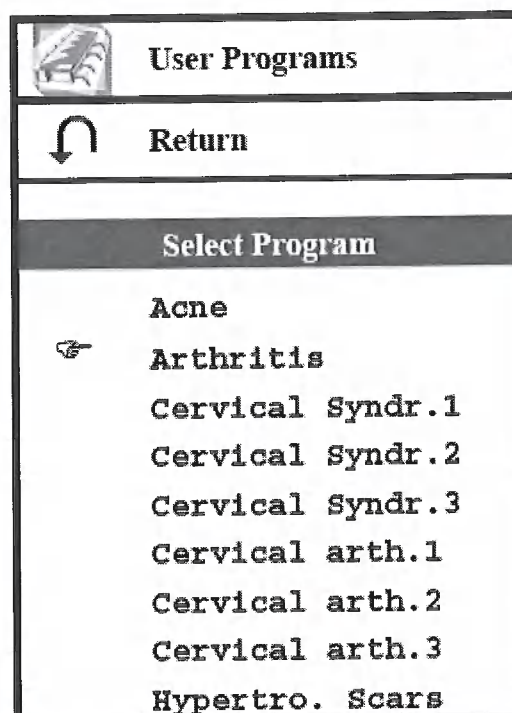 User Programs
Return
Select Program
Acne
Arthritis
Cervical Syndr.1
Cervical Syndr.2
Cervical Syndr.3
Cervical arth.1
Cervical arth.2
Cervical arth.3
Hypertro. Scars